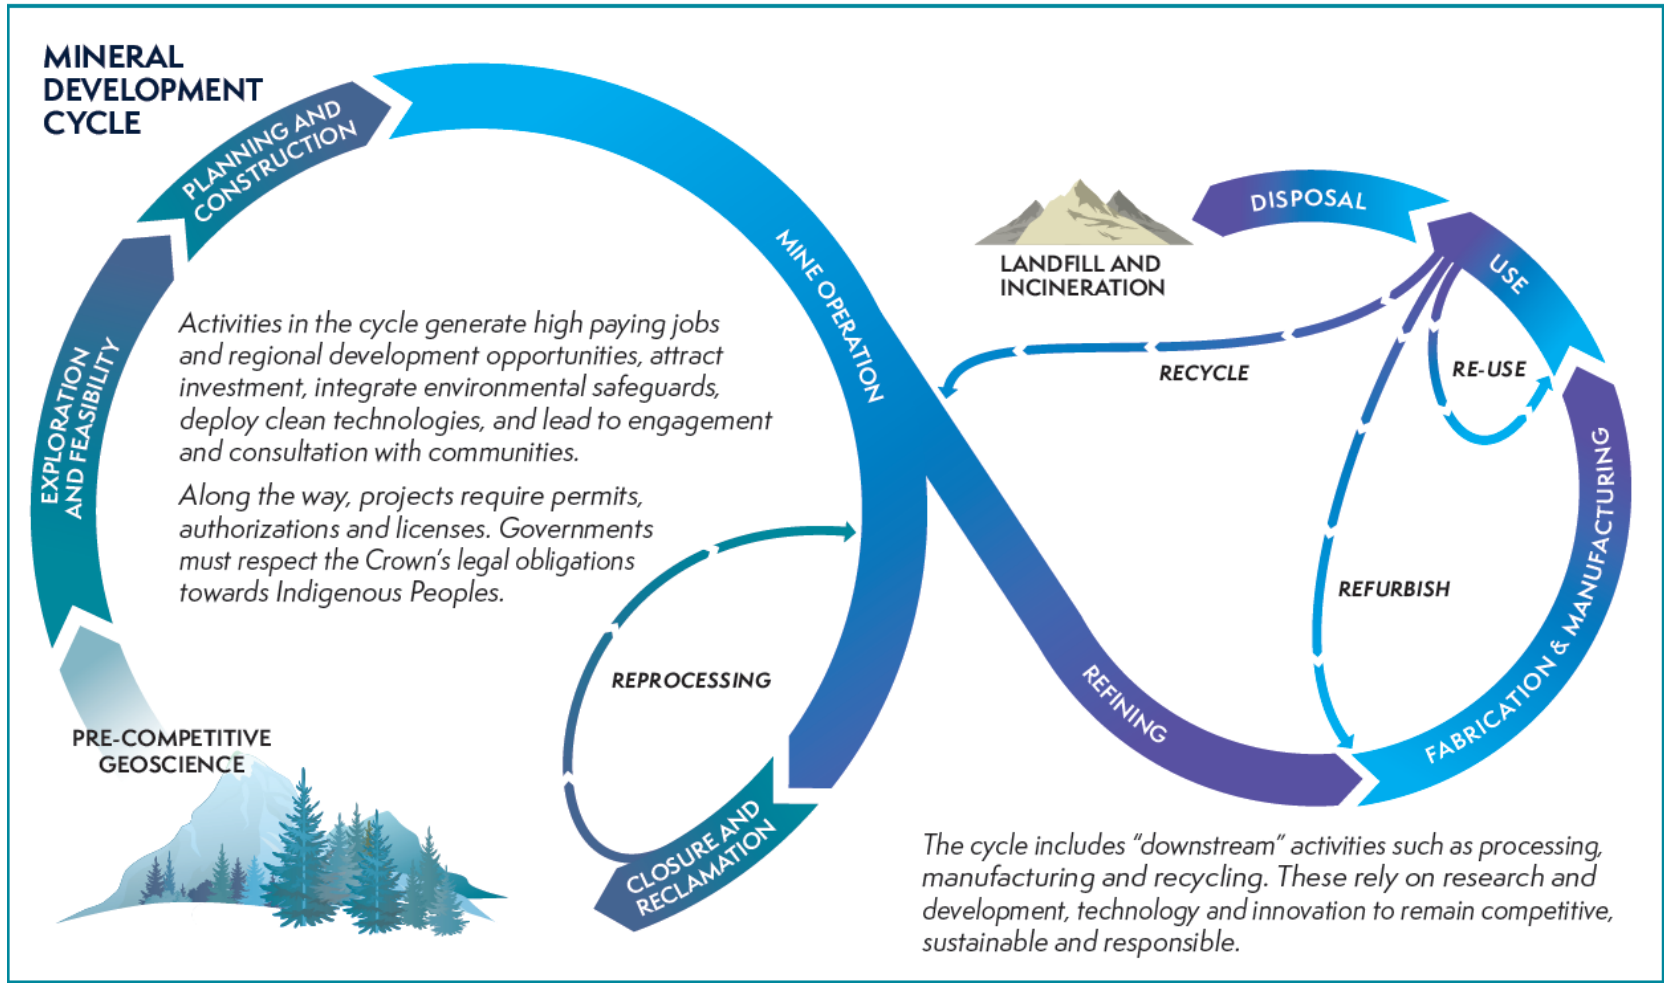 MINERAL
DEVELOPMENT
CYCLE
PLANNING AND
CONSTRUCTION
EXPLORATION
AND FEASIBILITY
PRE-COMPETITIVE
GEOSCIENCE
Activities in the cycle generate high paying jobs
and regional development opportunities, attract
investment, integrate environmental safeguards,
deploy clean technologies, and lead to engagement
and consultation with communities.
Along the way, projects require permits,
authorizations and licenses. Governments
must respect the Crown’s legal obligations
towards Indigenous Peoples.
MINE OPERATION
REPROCESSING
CLOSURE AND
RECLAMATION
LANDFILL AND
INCINERATION
DISPOSAL
USE
RECYCLE
RE-USE
REFURBISH
REFINING
FABRICATION & MANUFACTURING
The cycle includes “downstream” activities such as processing,
manufacturing and recycling. These rely on research and
development, technology and innovation to remain competitive,
sustainable and responsible.